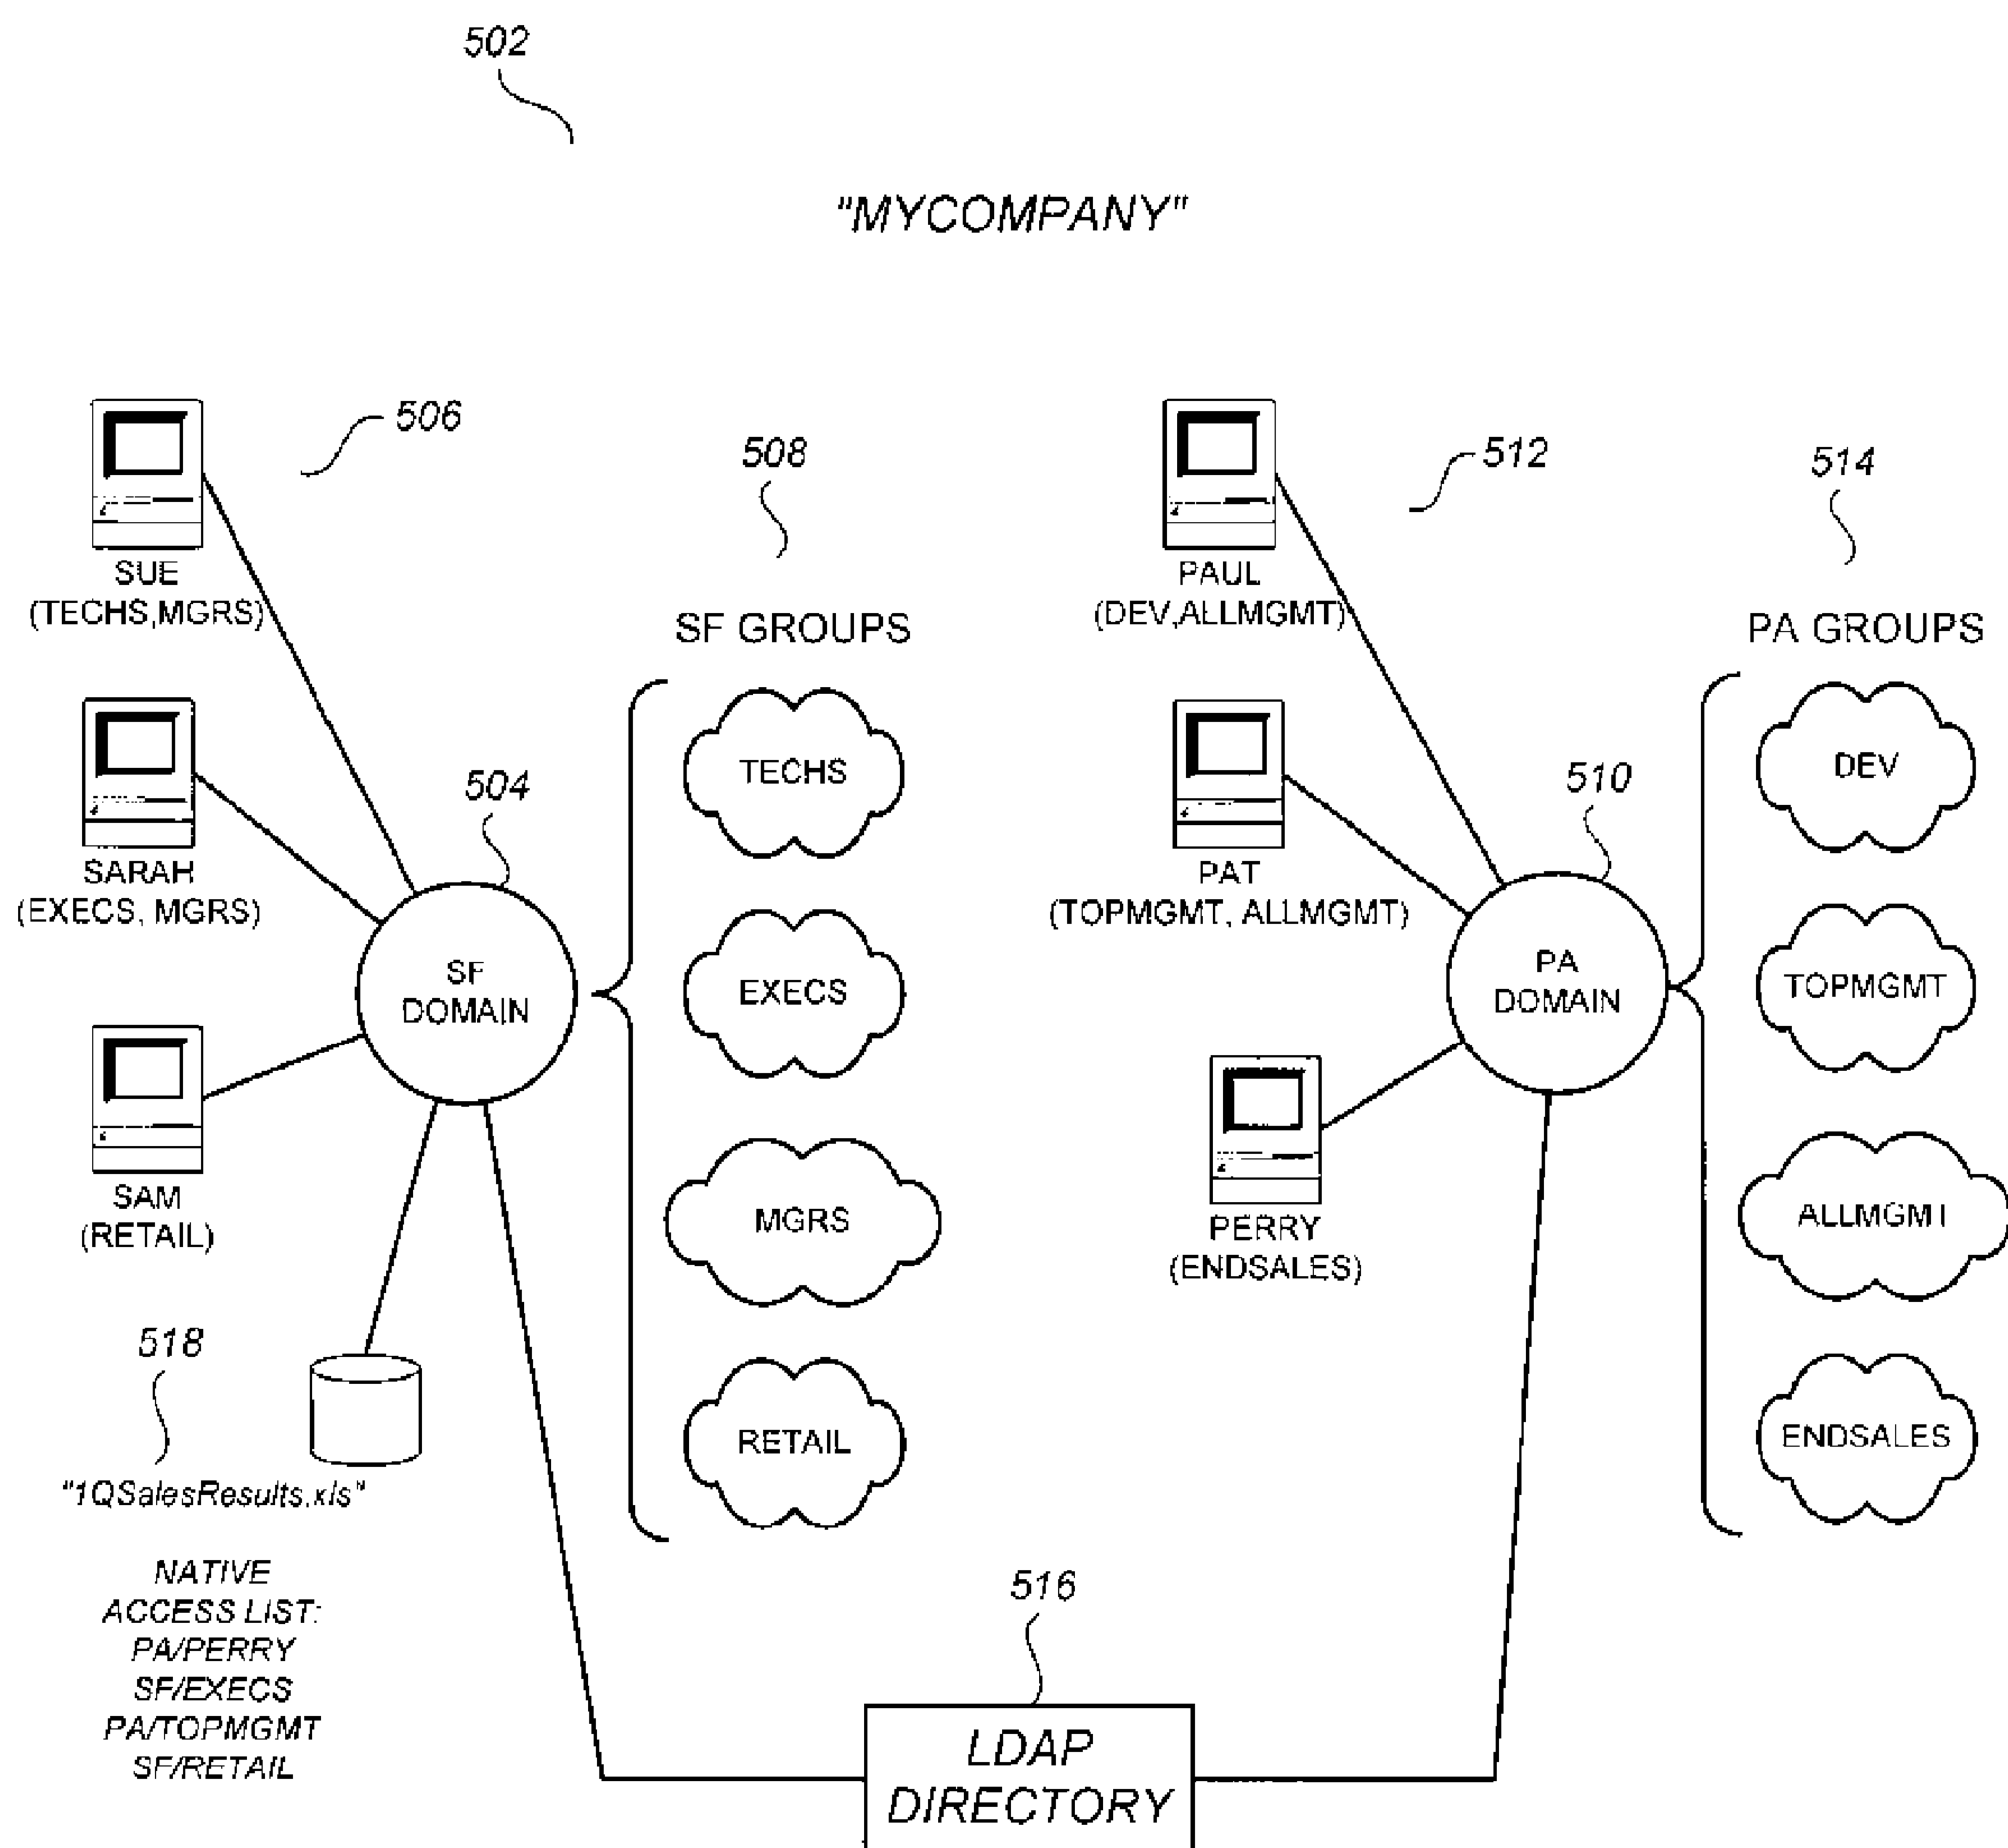 502
"MYCOMPANY"
506
508
512
514
SUE
(TECHS,MGRS)
SF GROUPS
PAUL
(DEV,ALLMGMT)
PA GROUPS
TECHS
DEV
504
510
SARAH
(EXECS, MGRS)
PAT
(TOPMGMT, ALLMGMT)
SF
DOMAIN
EXECS
PA
DOMAIN
TOPMGMT
SAM
(RETAIL)
MGRS
PERRY
(ENDSALES)
ALLMGMT
518
RETAIL
ENDSALES
"1QSalesResults.xls"
NATIVE
ACCESS LIST:
PA/PERRY
SF/EXECS
PA/TOPMGMT
SF/RETAIL
516
LDAP
DIRECTORY